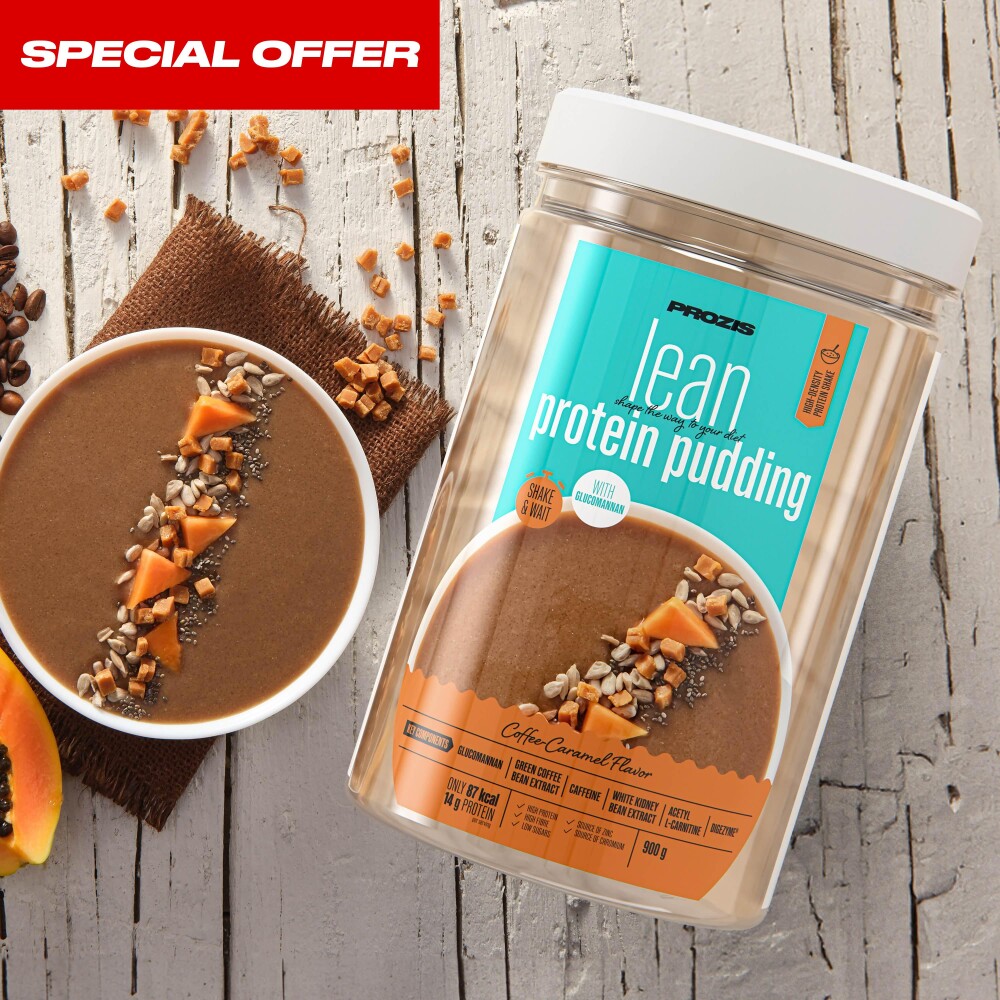 SPECIAL OFFER
PROZIS
lean
shape the way to your diet
protein pudding
HIGH-DENSITY
PROTEIN SHAKE
SHAKE
& WAIT
WITH
GLUCOMANNAN
Coffee-Caramel Flavor
KEY COMPONENTS
GLUCOMANNAN
GREEN COFFEE
BEAN EXTRACT
CAFFEINE
WHITE KIDNEY
BEAN EXTRACT
ACETYL
L-CARNITINE
DIGEZYME®
ONLY 87 kcal
14 g PROTEIN
PER SERVING
✓ HIGH PROTEIN
✓ HIGH FIBRE
✓ LOW SUGARS
✓ SOURCE OF ZINC
✓ SOURCE OF CHROMIUM
900 g